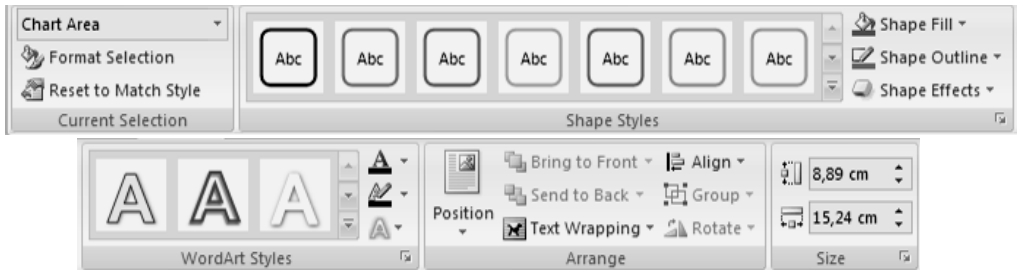 Chart Area
Format Selection
Reset to Match Style
Current Selection
Abc Abc Abc Abc Abc Abc Abc
Shape Fill
Shape Outline
Shape Effects
Shape Styles
A A A
A
A
WordArt Styles
Position
Bring to Front
Send to Back
Text Wrapping
Align
Group
Rotate
Arrange
8,89 cm
15,24 cm
Size